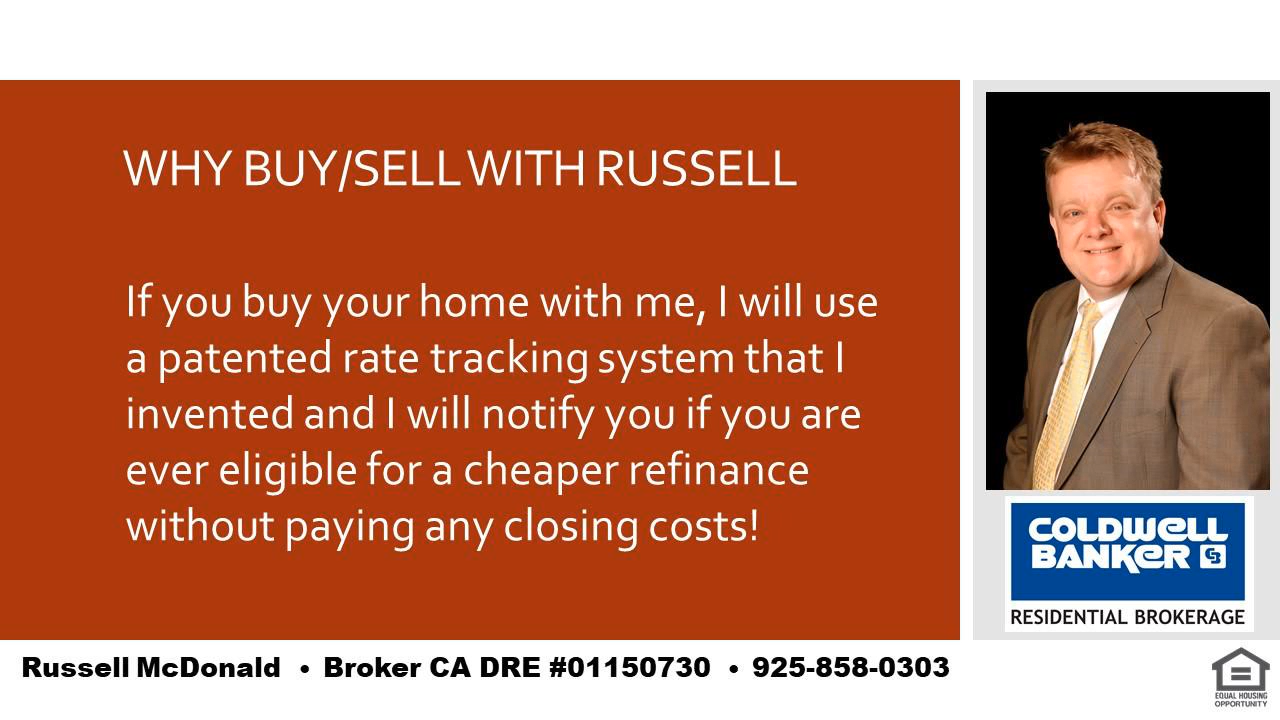 WHY BUY/SELL WITH RUSSELL
If you buy your home with me, I will use
a patented rate tracking system that I
invented and I will notify you if you are
ever eligible for a cheaper refinance
without paying any closing costs!
COLDWELL
BANKER CB
RESIDENTIAL BROKERAGE
Russell McDonald • Broker CA DRE #01150730 • 925-858-0303
EQUAL HOUSING
OPPORTUNITY